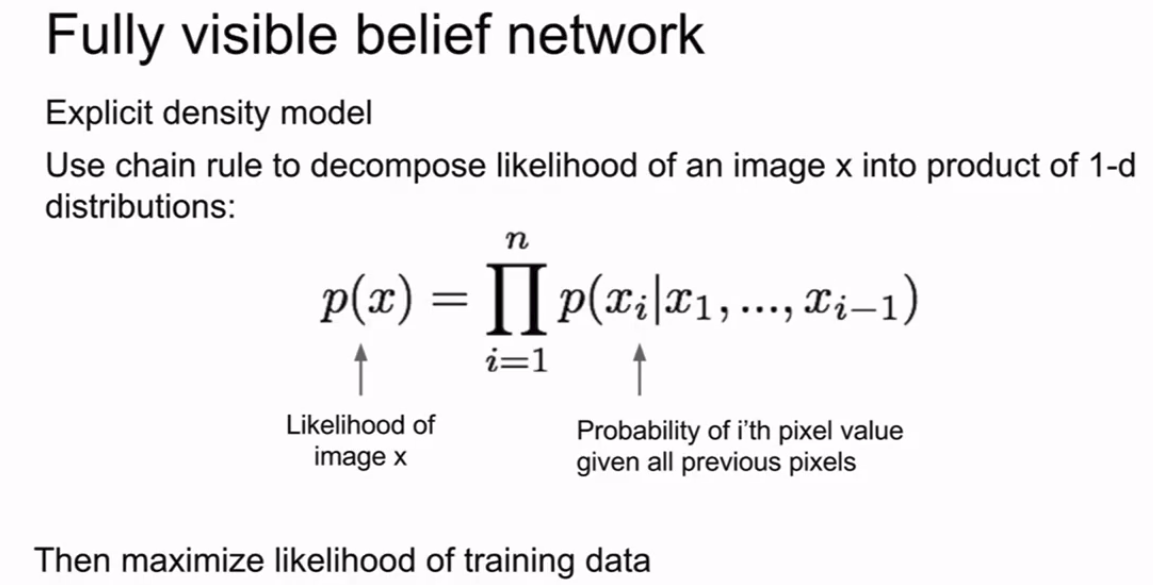 Fully visible belief network
Explicit density model
Use chain rule to decompose likelihood of an image x into product of 1-d
distributions:
p(x) = ∏_{i=1}^{n} p(x_i|x_1, ..., x_{i−1})
Likelihood of
image x
Probability of i'th pixel value
given all previous pixels
Then maximize likelihood of training data